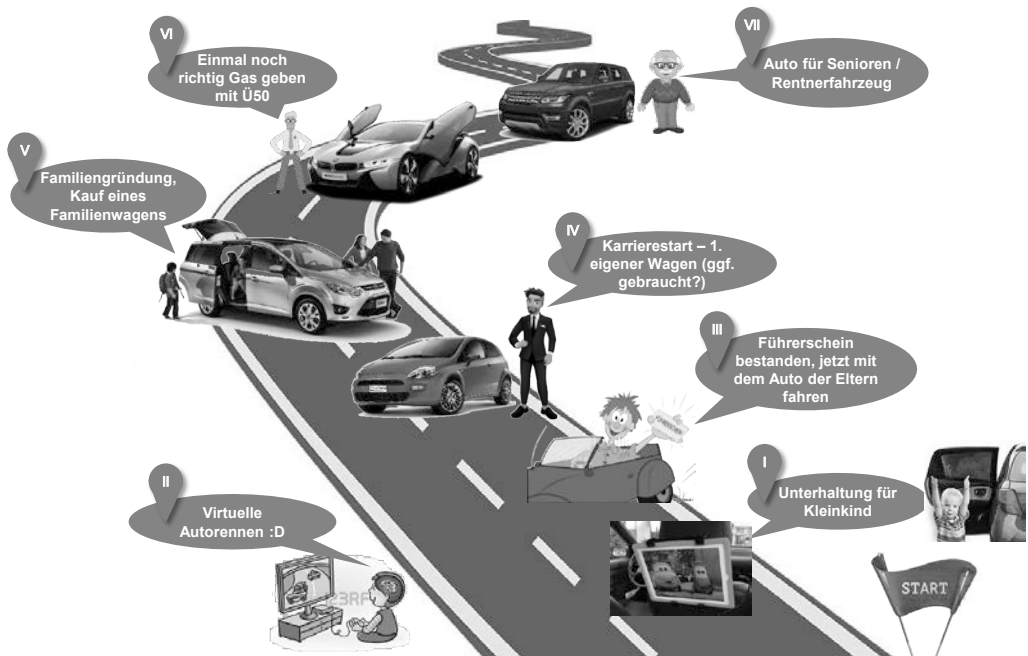 VI
Einmal noch
richtig Gas geben
mit Ü50
VII
Auto für Senioren /
Rentnerfahrzeug
V
Familiengründung,
Kauf eines
Familienwagens
IV
Karrierestart – 1.
eigener Wagen (ggf.
gebraucht?)
III
Führerschein
bestanden, jetzt mit
dem Auto der Eltern
fahren
FÜHRERSCHEIN
I
Unterhaltung für
Kleinkind
II
Virtuelle
Autorennen :D
123RF
START